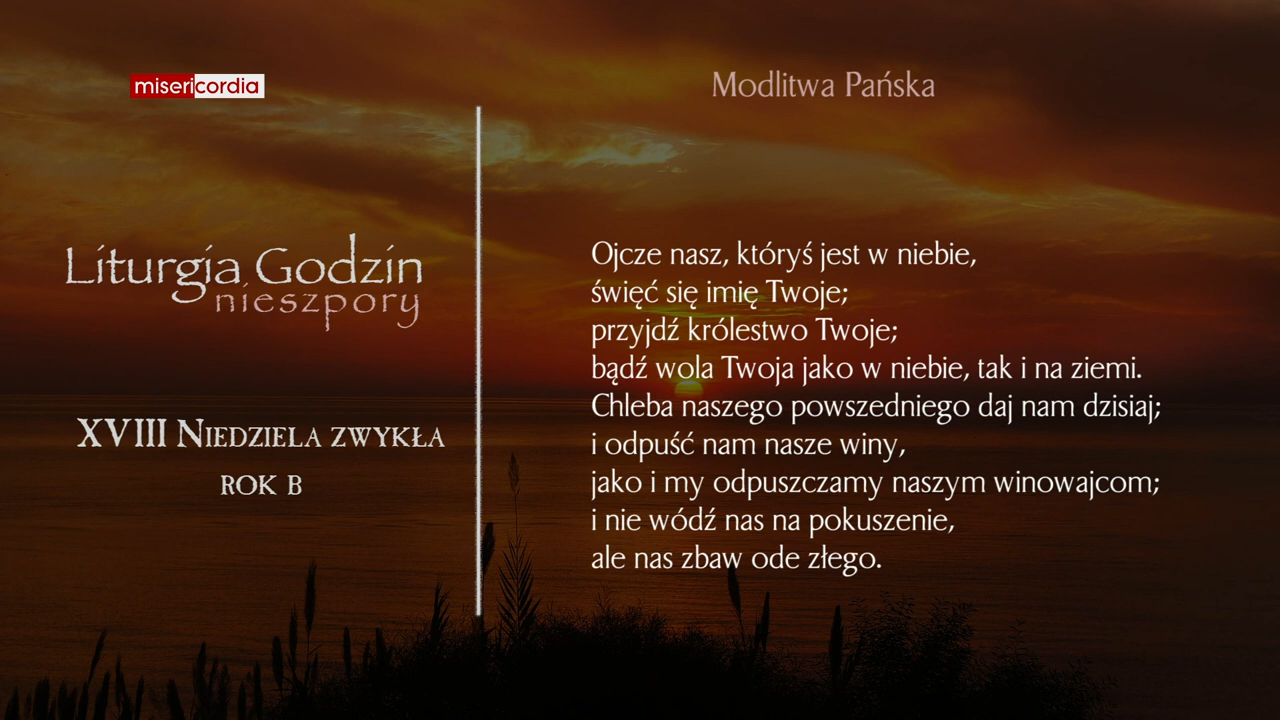 misericordia
Liturgia Godzin
nieszpory
XVIII Niedziela zwykła
rok B
Modlitwa Pańska
Ojcze nasz, któryś jest w niebie,
święć się imię Twoje;
przyjdź królestwo Twoje;
bądź wola Twoja jako w niebie, tak i na ziemi.
Chleba naszego powszedniego daj nam dzisiaj;
i odpuść nam nasze winy,
jako i my odpuszczamy naszym winowajcom;
i nie wódź nas na pokuszenie,
ale nas zbaw ode złego.